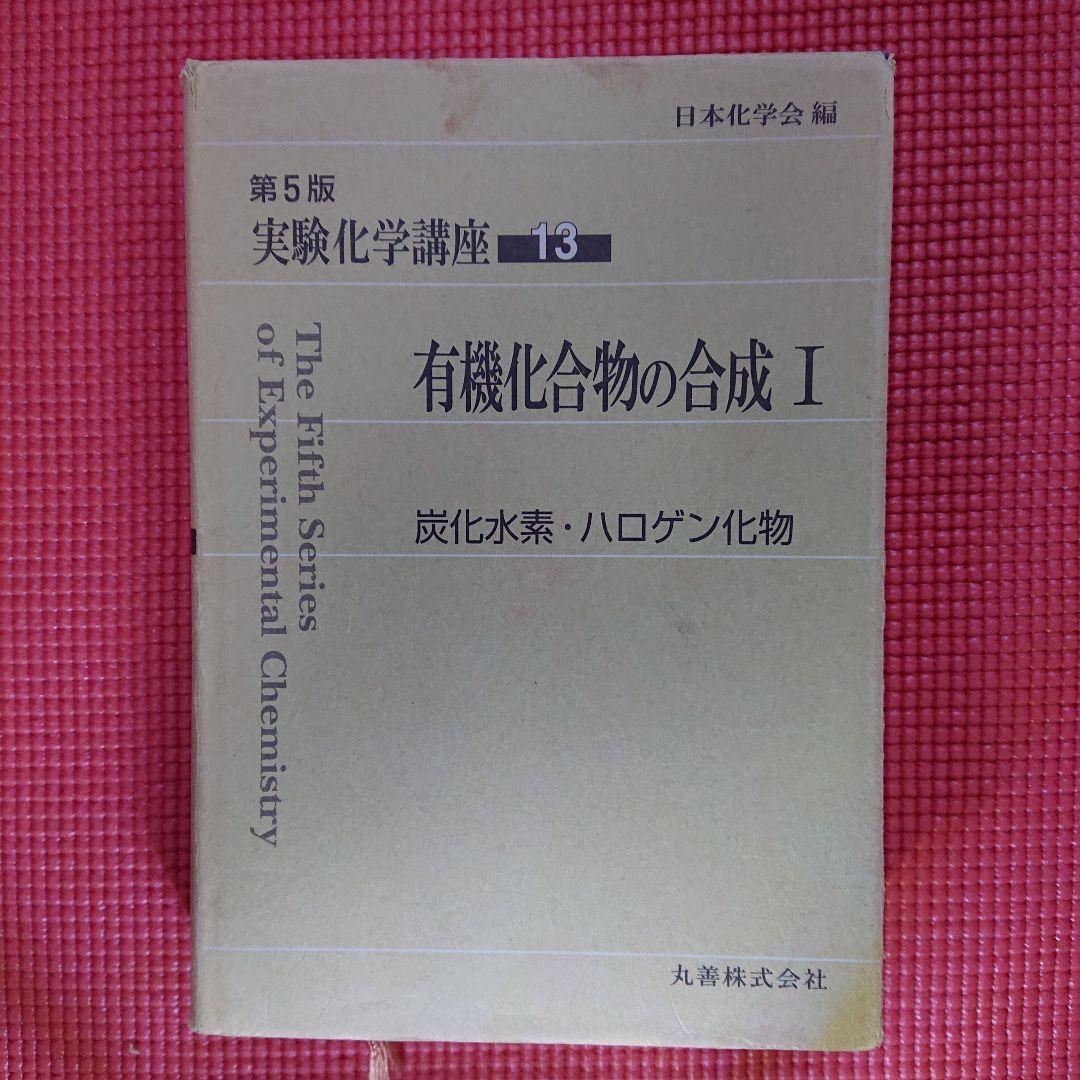 日本化学会 編
第5版
実験化学講座 13
The Fifth Series
of Experimental Chemistry
有機化合物の合成 I
炭化水素・ハロゲン化物
丸善株式会社